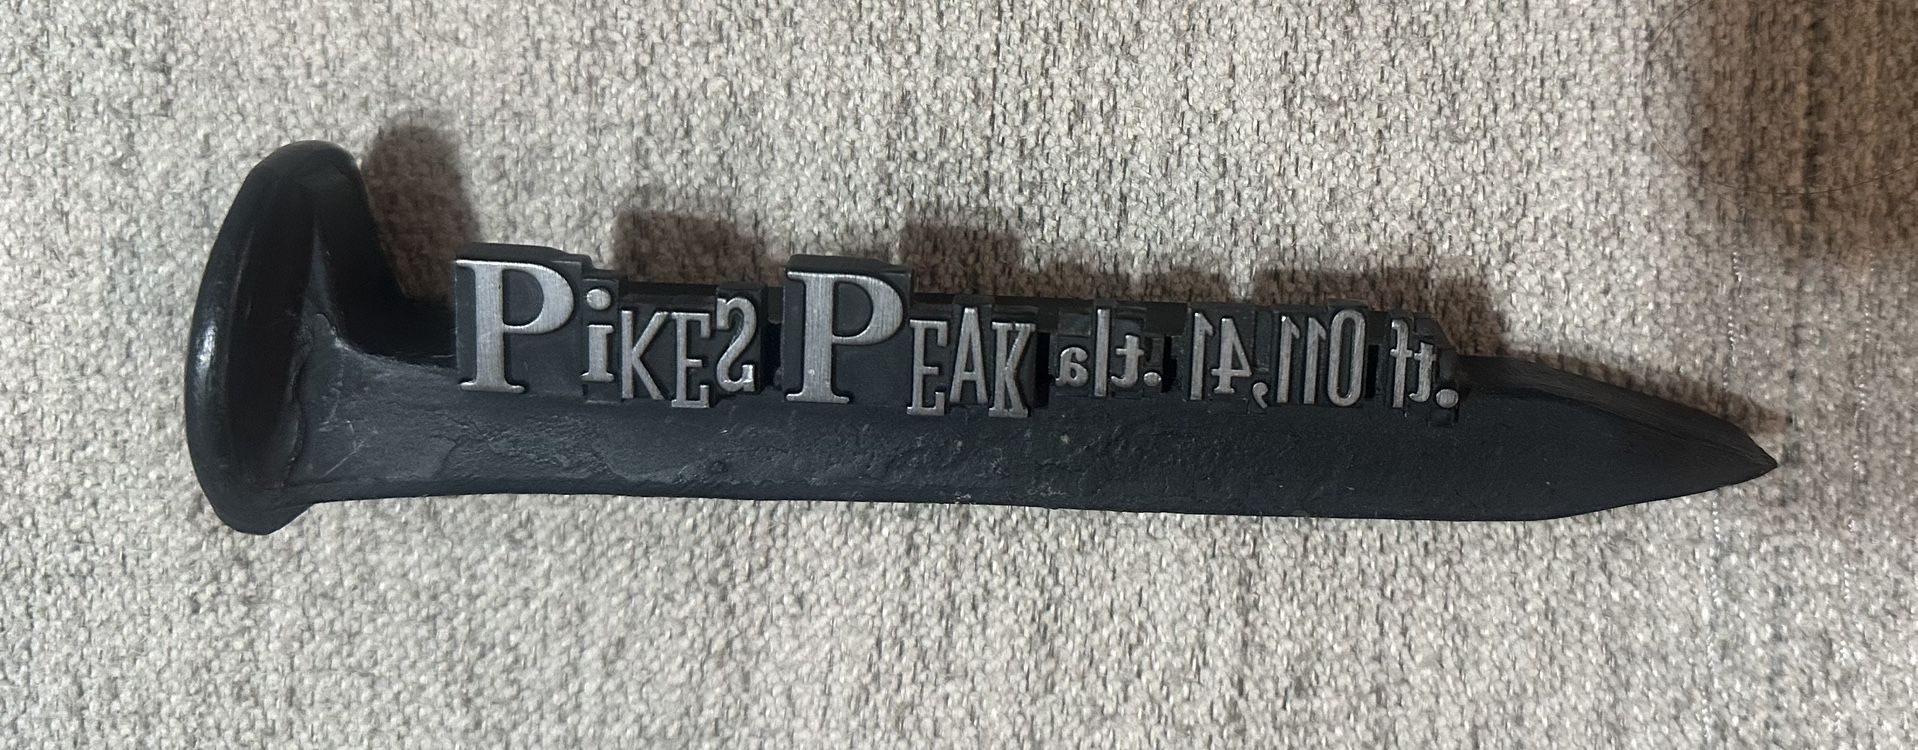 PiKES PEAK alt. 14,110 ft.